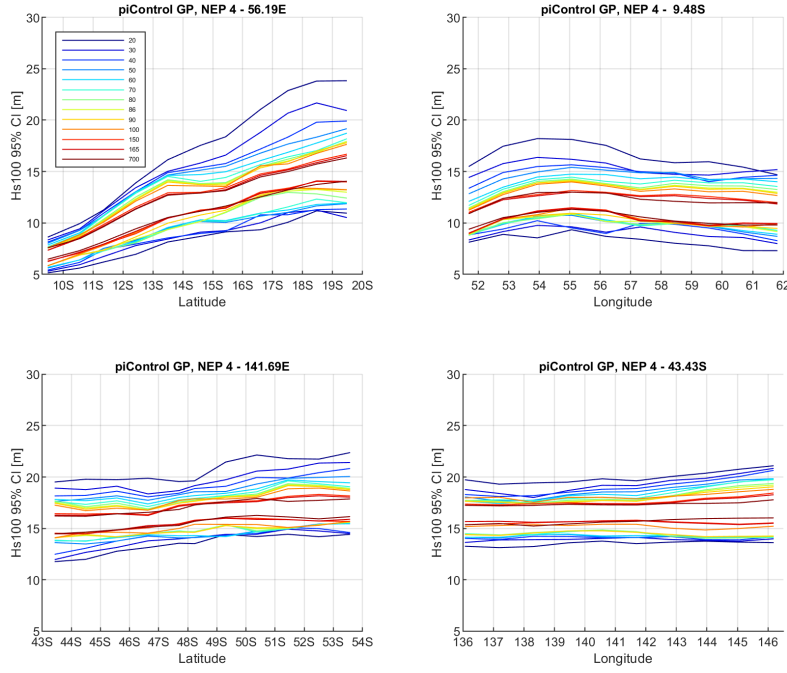 piControl GP, NEP 4 - 56.19E
30
25
20
15
10
5
Hs100 95% CI [m]
20
30
40
50
60
70
80
86
90
100
150
165
700
10S 11S 12S 13S 14S 15S 16S 17S 18S 19S 20S
Latitude
piControl GP, NEP 4 - 9.48S
30
25
20
15
10
5
Hs100 95% CI [m]
52 53 54 55 56 57 58 59 60 61 62
Longitude
piControl GP, NEP 4 - 141.69E
30
25
20
15
10
5
Hs100 95% CI [m]
43S 44S 45S 46S 47S 48S 49S 50S 51S 52S 53S 54S
Latitude
piControl GP, NEP 4 - 43.43S
30
25
20
15
10
5
Hs100 95% CI [m]
136 137 138 139 140 141 142 143 144 145 146
Longitude